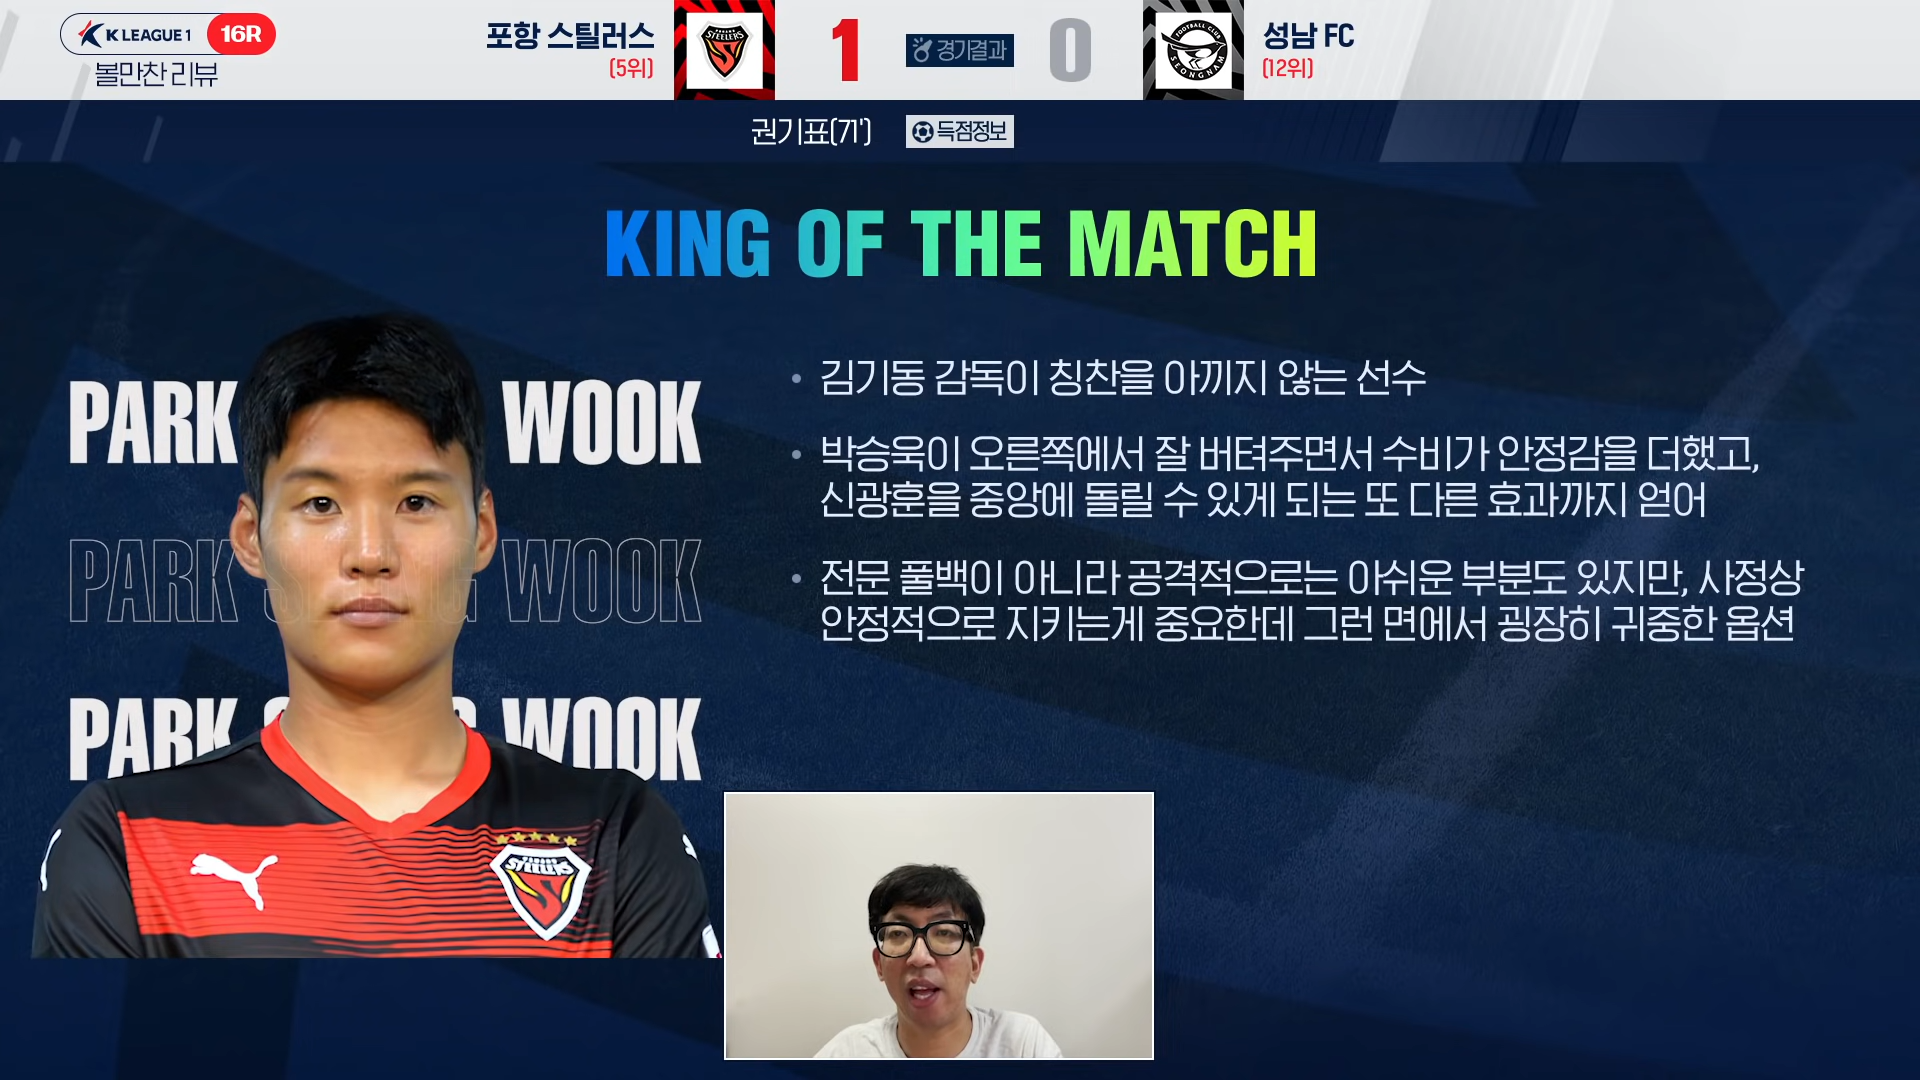 K LEAGUE 1 16R
볼만찬 리뷰
포항 스틸러스
(5위)
STEELERS
1
경기결과
0
FOOTBALL CLUB
SEONGNAM
성남 FC
(12위)
권기표(71')
득점정보
KING OF THE MATCH
PARK WOOK
PARK S NG WOOK
PARK S G WOOK
STEELERS
• 김기동 감독이 칭찬을 아끼지 않는 선수
• 박승욱이 오른쪽에서 잘 버텨주면서 수비가 안정감을 더했고,
신광훈을 중앙에 돌릴 수 있게 되는 또 다른 효과까지 얻어
• 전문 풀백이 아니라 공격적으로는 아쉬운 부분도 있지만, 사정상
안정적으로 지키는게 중요한데 그런 면에서 굉장히 귀중한 옵션